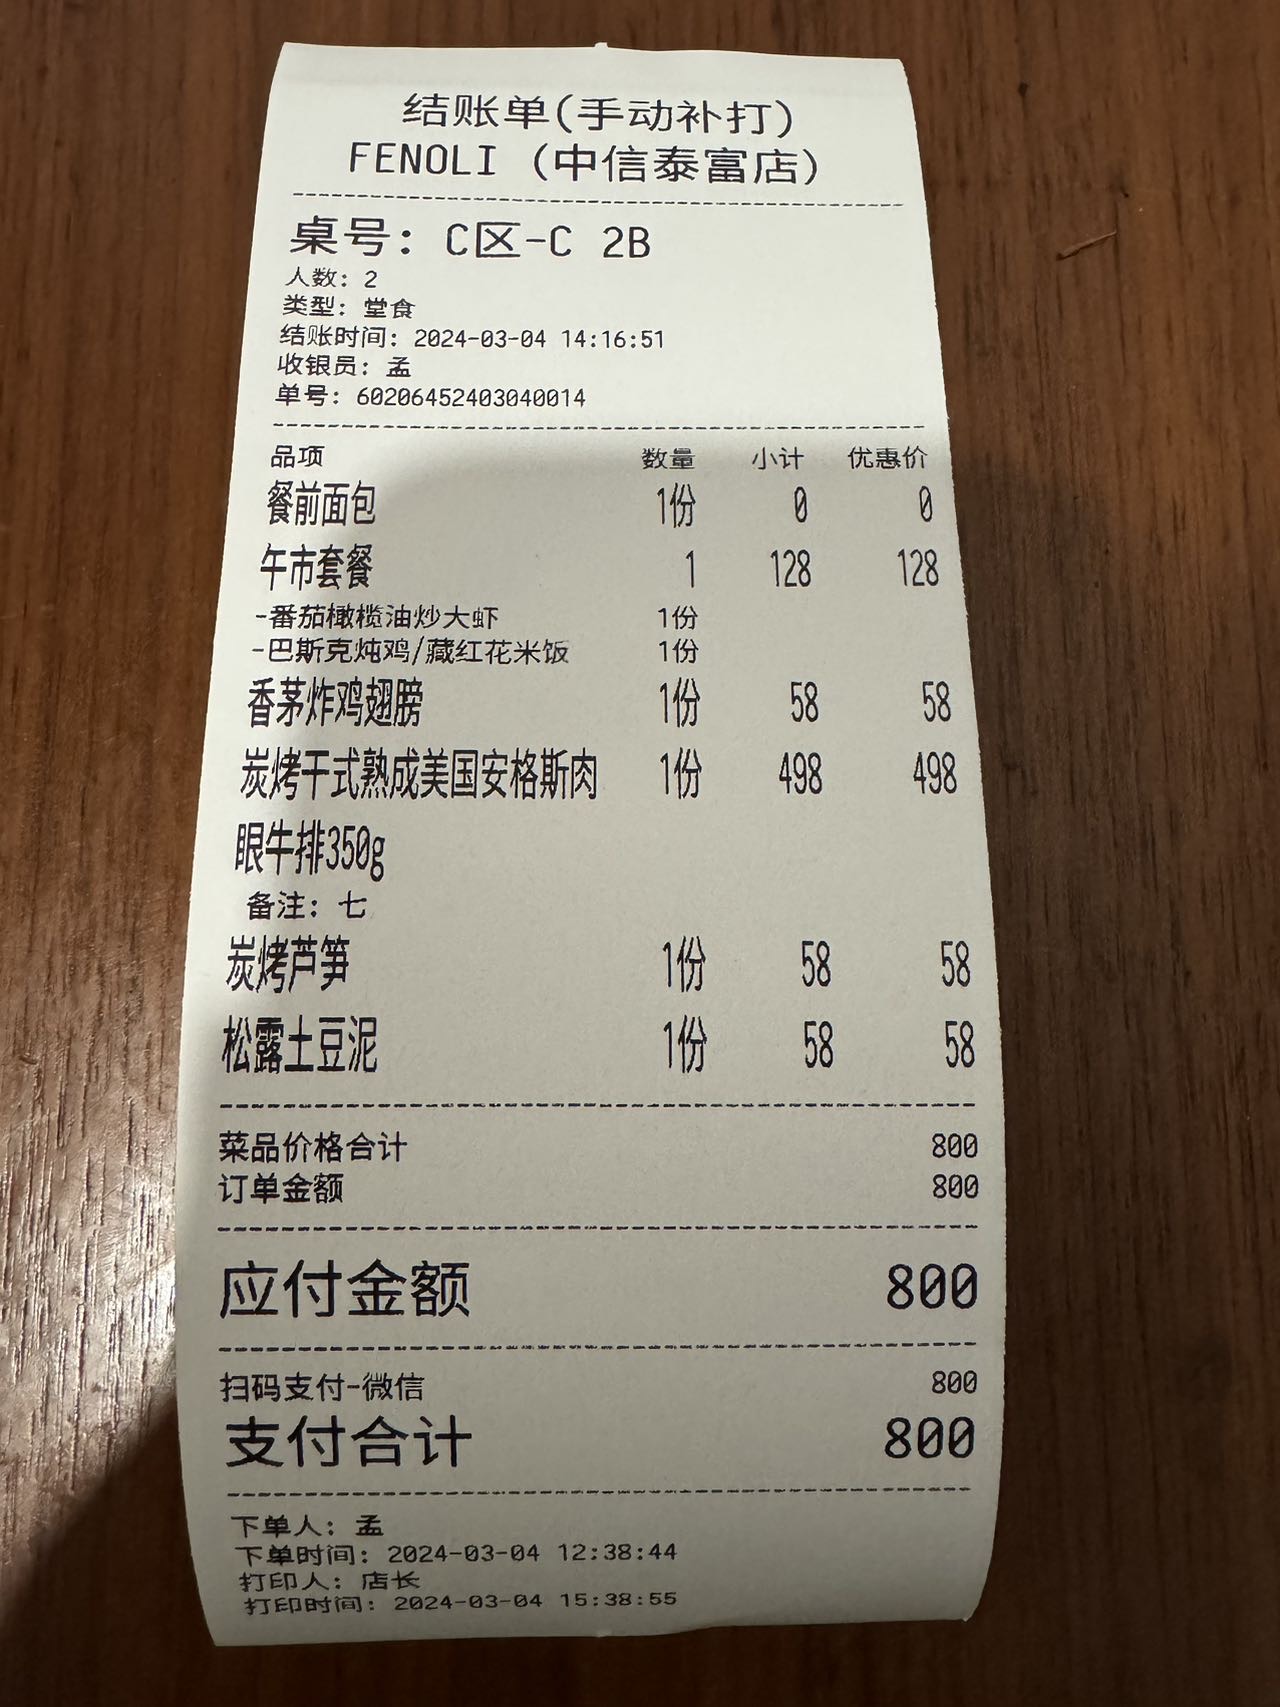 结账单(手动补打)
FENOLI (中信泰富店)
桌号: C区-C 2B
人数: 2
类型: 堂食
结账时间: 2024-03-04 14:16:51
收银员: 孟
单号: 60206452403040014
品项 数量 小计 优惠价
餐前面包 1份 0 0
午市套餐 1 128 128
-番茄橄榄油炒大虾 1份
-巴斯克炖鸡/藏红花米饭 1份
香茅炸鸡翅膀 1份 58 58
炭烤干式熟成美国安格斯肉 1份 498 498
眼牛排350g
备注: 七
炭烤芦笋 1份 58 58
松露土豆泥 1份 58 58
菜品价格合计 800
订单金额 800
应付金额 800
扫码支付-微信 800
支付合计 800
下单人: 孟
下单时间: 2024-03-04 12:38:44
打印人: 店长
打印时间: 2024-03-04 15:38:55